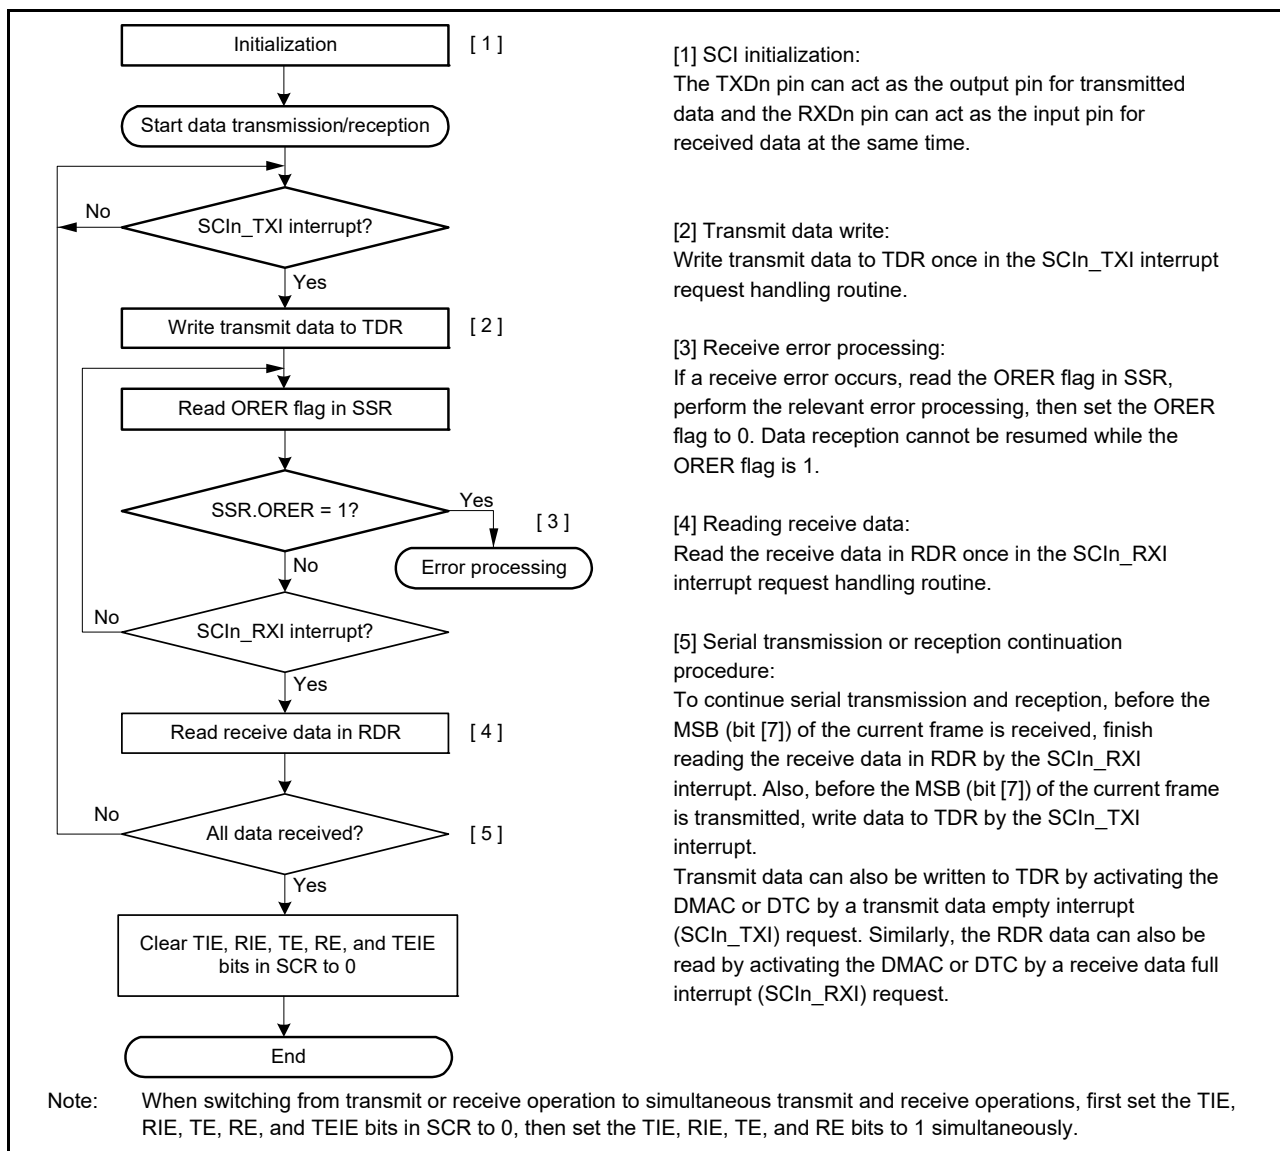 Initialization
[ 1 ]
Start data transmission/reception
No
SCIn_TXI interrupt?
Yes
Write transmit data to TDR
[ 2 ]
Read ORER flag in SSR
SSR.ORER = 1?
Yes
[ 3 ]
Error processing
No
No
SCIn_RXI interrupt?
Yes
Read receive data in RDR
[ 4 ]
No
All data received?
[ 5 ]
Yes
Clear TIE, RIE, TE, RE, and TEIE
bits in SCR to 0
End
[1] SCI initialization:
The TXDn pin can act as the output pin for transmitted
data and the RXDn pin can act as the input pin for
received data at the same time.
[2] Transmit data write:
Write transmit data to TDR once in the SCIn_TXI interrupt
request handling routine.
[3] Receive error processing:
If a receive error occurs, read the ORER flag in SSR,
perform the relevant error processing, then set the ORER
flag to 0. Data reception cannot be resumed while the
ORER flag is 1.
[4] Reading receive data:
Read the receive data in RDR once in the SCIn_RXI
interrupt request handling routine.
[5] Serial transmission or reception continuation
procedure:
To continue serial transmission and reception, before the
MSB (bit [7]) of the current frame is received, finish
reading the receive data in RDR by the SCIn_RXI
interrupt. Also, before the MSB (bit [7]) of the current frame
is transmitted, write data to TDR by the SCIn_TXI
interrupt.
Transmit data can also be written to TDR by activating the
DMAC or DTC by a transmit data empty interrupt
(SCIn_TXI) request. Similarly, the RDR data can also be
read by activating the DMAC or DTC by a receive data full
interrupt (SCIn_RXI) request.
Note: When switching from transmit or receive operation to simultaneous transmit and receive operations, first set the TIE,
RIE, TE, RE, and TEIE bits in SCR to 0, then set the TIE, RIE, TE, and RE bits to 1 simultaneously.